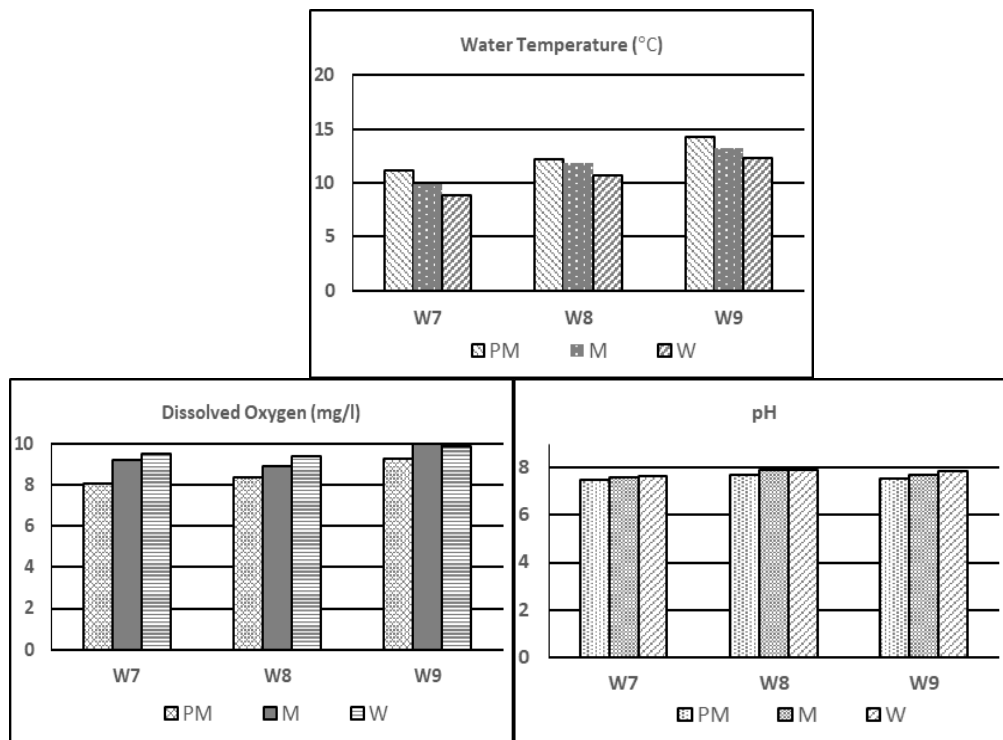 Water Temperature (°C)
20
15
10
5
0
W7 W8 W9
PM M W
Dissolved Oxygen (mg/l)
10
8
6
4
2
0
W7 W8 W9
PM M W
pH
8
6
4
2
0
W7 W8 W9
PM M W